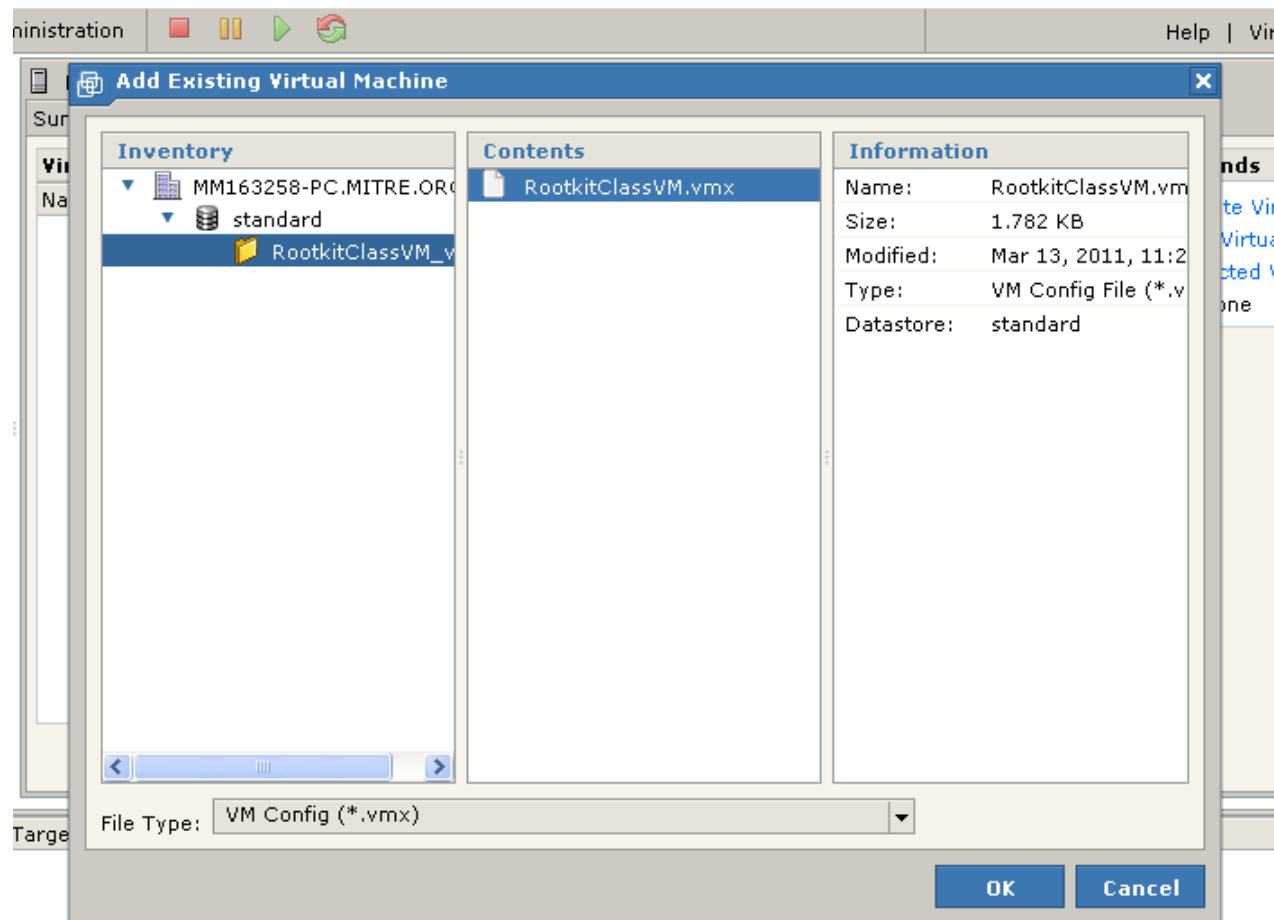 ministration
Help | Vir
Add Existing Virtual Machine
Sur
Inventory
Contents
Information
Vi
nds
MM163258-PC.MITRE.OR
RootkitClassVM.vmx
Name: RootkitClassVM.vm
Na
te Vi
standard
Size: 1.782 KB
RootkitClassVM_v
Modified: Mar 13, 2011, 11:2
Virtua
cted V
Type: VM Config File (*.v
one
Datastore: standard
File Type: VM Config (*.vmx)
Targe
OK
Cancel